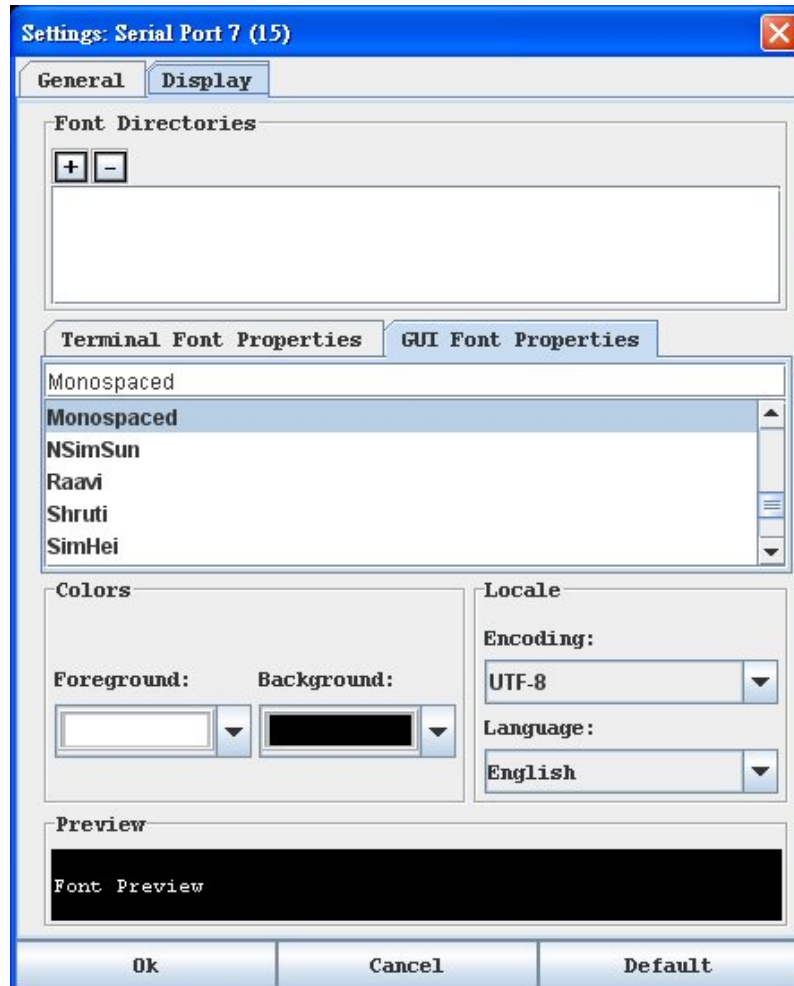 Settings: Serial Port 7 (15)
General Display
Font Directories
+ -
Terminal Font Properties GUI Font Properties
Monospaced
Monospaced
NSimSun
Raavi
Shruti
SimHei
Colors Locale
Encoding:
Foreground: Background: UTF-8
Language:
English
Preview
Font Preview
Ok Cancel Default